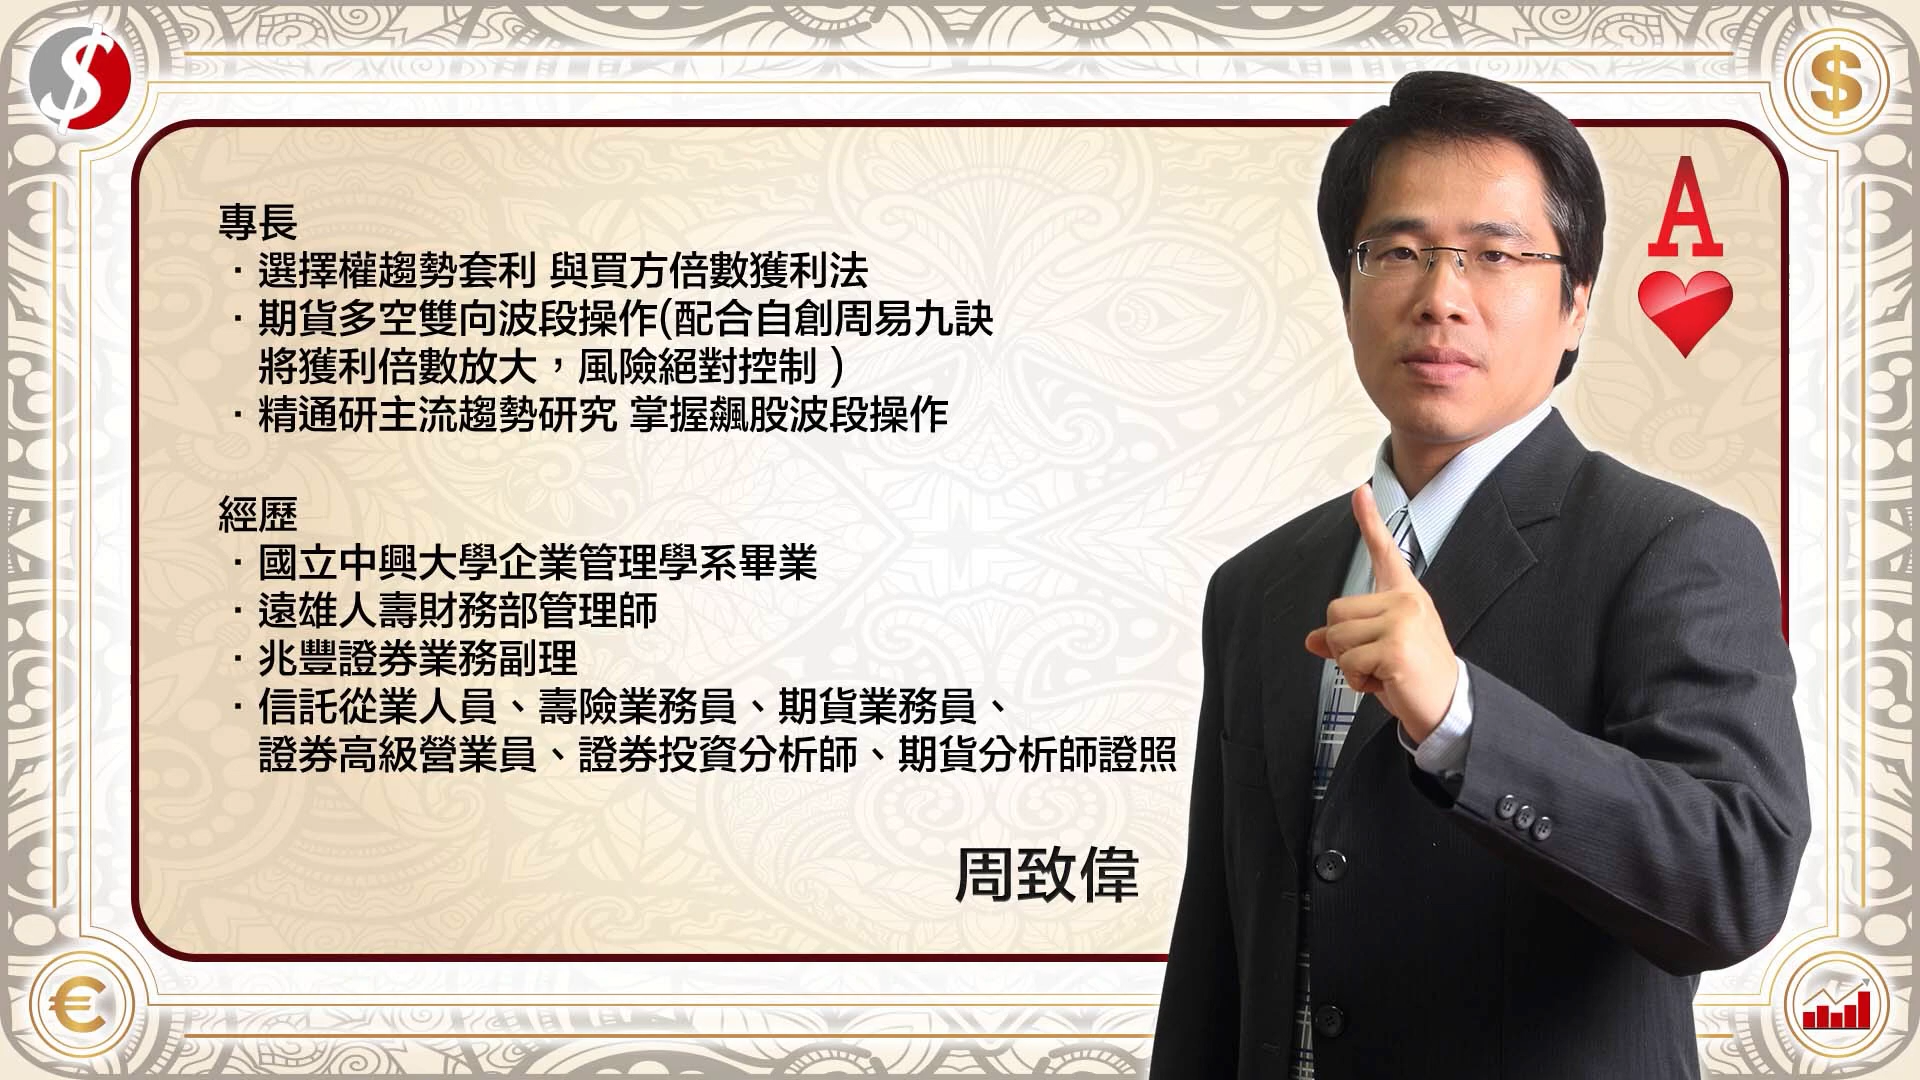 專長
·選擇權趨勢套利 與買方倍數獲利法
·期貨多空雙向波段操作(配合自創周易九訣
將獲利倍數放大，風險絕對控制）
·精通研主流趨勢研究 掌握飆股波段操作
經歷
·國立中興大學企業管理學系畢業
·遠雄人壽財務部管理師
·兆豐證券業務副理
·信託從業人員、壽險業務員、期貨業務員、
證券高級營業員、證券投資分析師、期貨分析師證照
周致偉
A
$
$
€